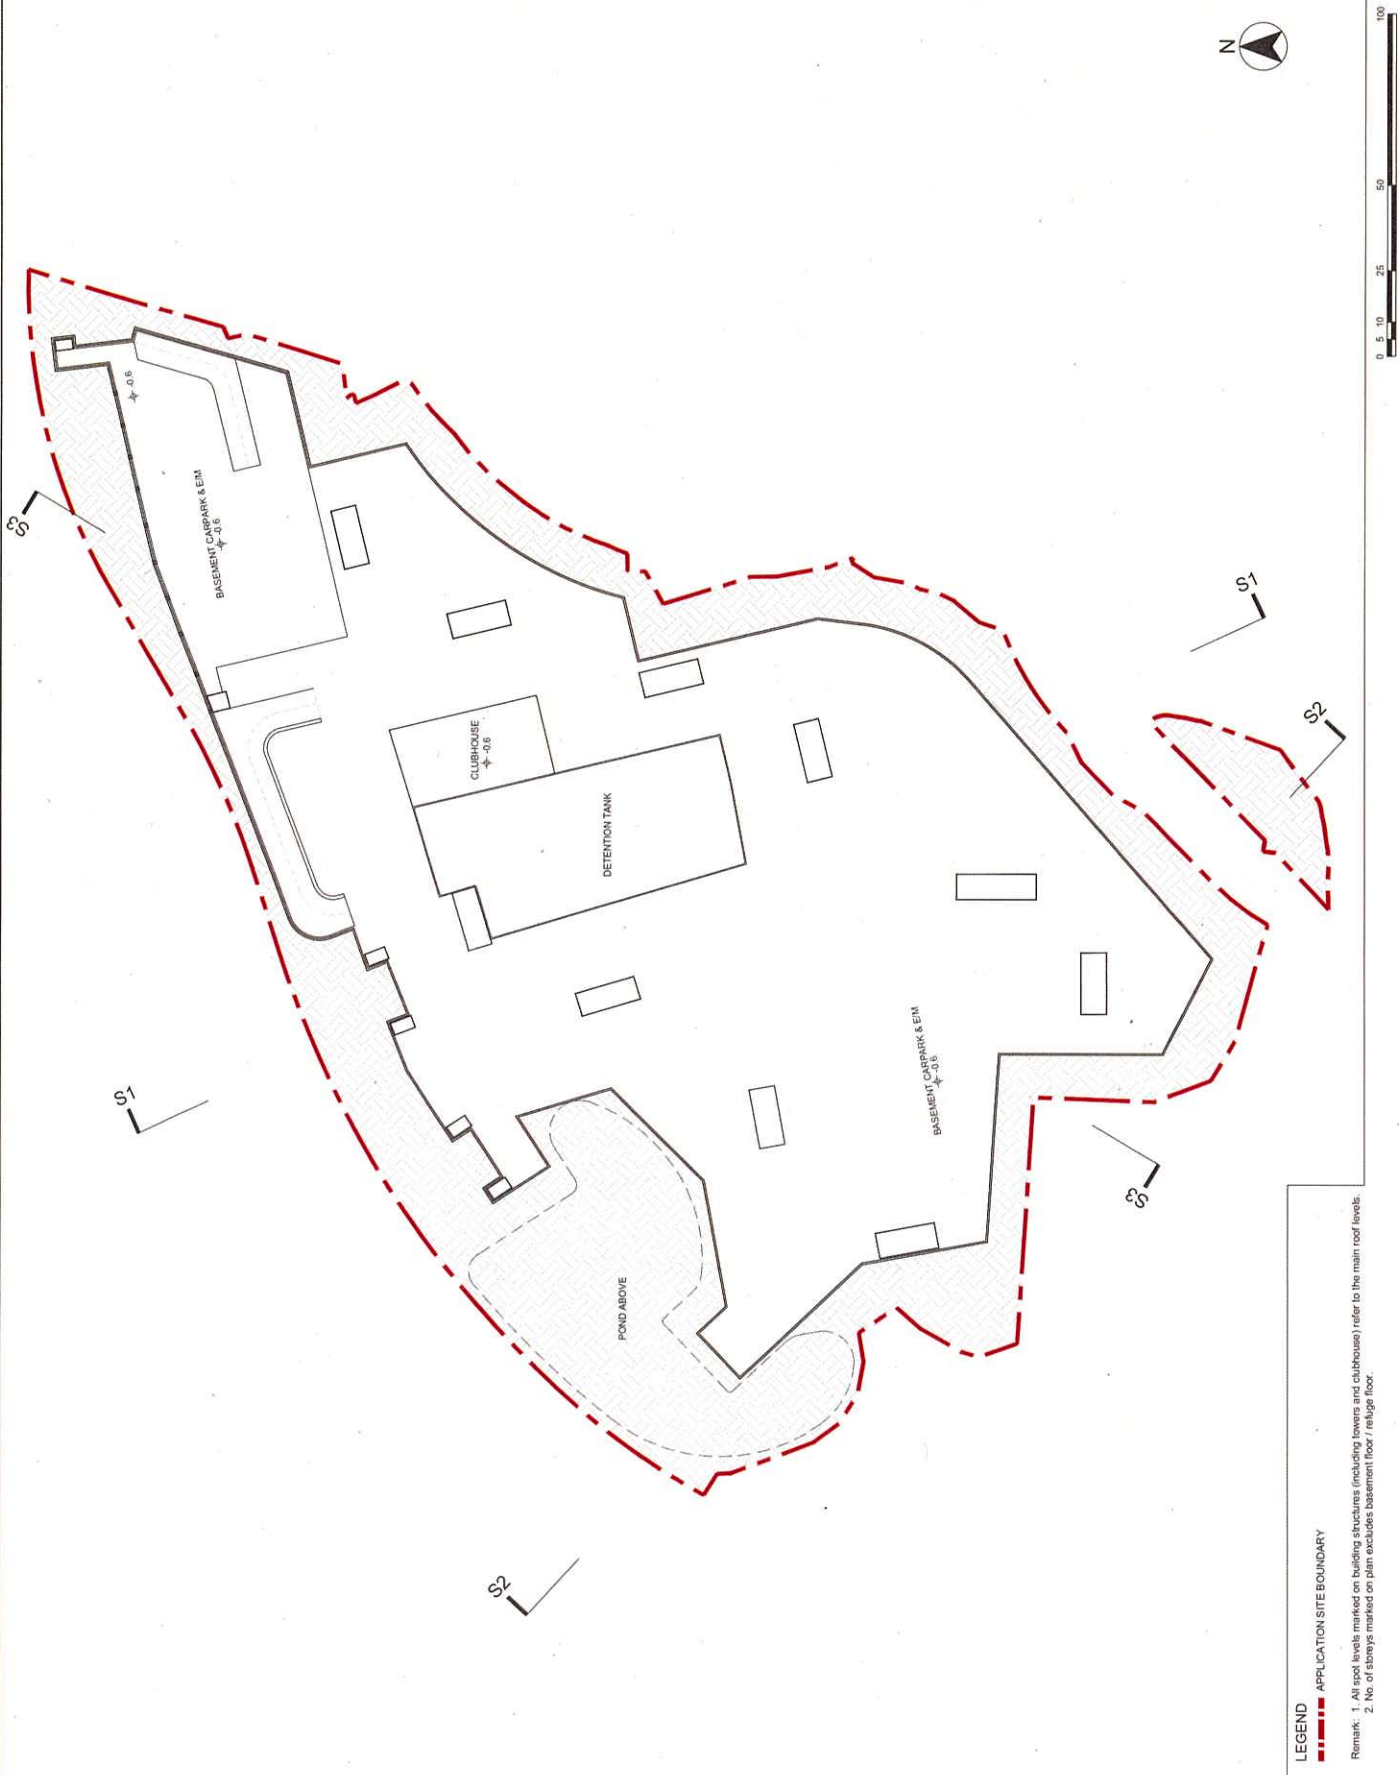 N
S3
-0.6
BASEMENT CARPARK & E/M
-0.6
S1
CLUBHOUSE
-0.6
DETENTION TANK
S2
S1
BASEMENT CARPARK & E/M
-0.6
S3
POND ABOVE
S2
0 5 10 25 50 100
LEGEND
APPLICATION SITE BOUNDARY
Remark: 1. All spot levels marked on building structures (including towers and clubhouse) refer to the main roof levels.
2. No. of storeys marked on plan excludes basement floor / refuge floor.